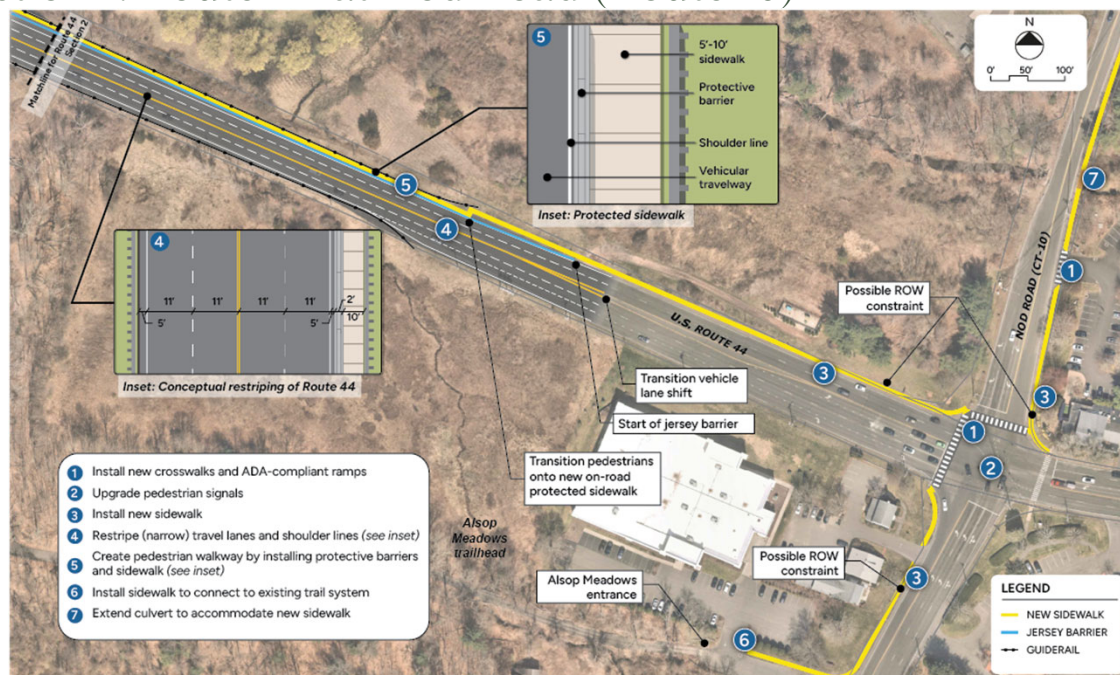 Matchline for Route 44
Section 2
5
5'-10'
sidewalk
Protective
barrier
Shoulder line
Vehicular
travelway
Inset: Protected sidewalk
N
0' 50' 100'
7
5
4
4
11' 11' 11' 11'
2'
5' 5' 10'
Inset: Conceptual restriping of Route 44
NOD ROAD (CT-10)
1
Possible ROW
constraint
U.S. ROUTE 44
3
3
Transition vehicle
lane shift
Start of jersey barrier
1
2
Transition pedestrians
onto new on-road
protected sidewalk
1 Install new crosswalks and ADA-compliant ramps
2 Upgrade pedestrian signals
3 Install new sidewalk
4 Restripe (narrow) travel lanes and shoulder lines (see inset)
5 Create pedestrian walkway by installing protective barriers
and sidewalk (see inset)
6 Install sidewalk to connect to existing trail system
7 Extend culvert to accommodate new sidewalk
Alsop
Meadows
trailhead
Possible ROW
constraint
3
Alsop Meadows
entrance
6
LEGEND
NEW SIDEWALK
JERSEY BARRIER
GUIDERAIL